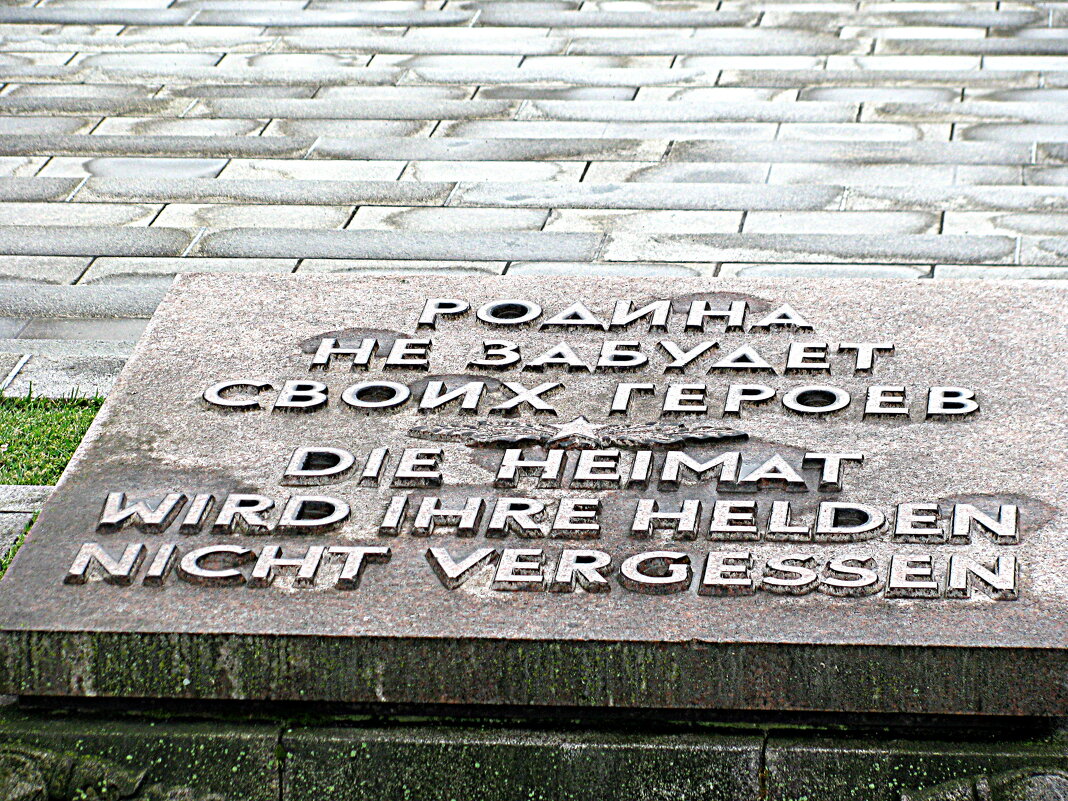 РОДИНА
НЕ ЗАБУДЕТ
СВОИХ ГЕРОЕВ
DIE HEIMAT
WIRD IHRE HELDEN
NICHT VERGESSEN